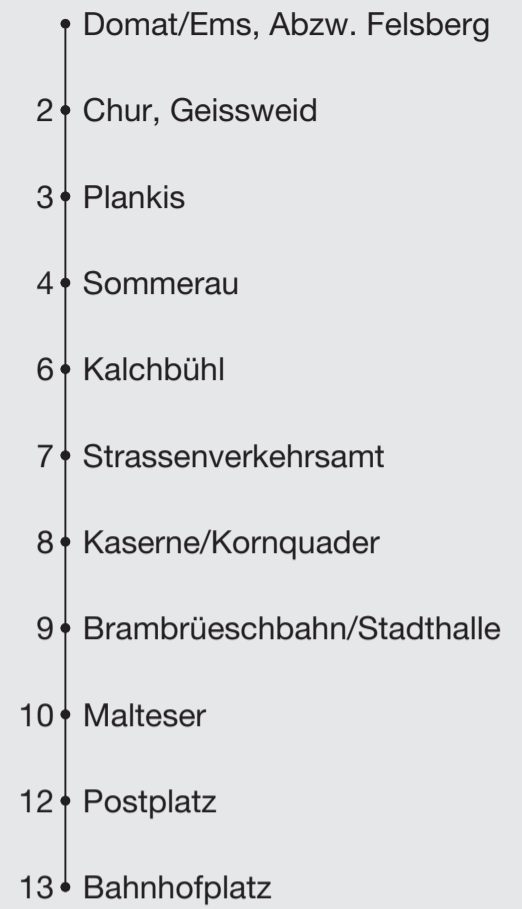 Domat/Ems, Abzw. Felsberg
2 Chur, Geissweid
3 Plankis
4 Sommerau
6 Kalchbühl
7 Strassenverkehrsamt
8 Kaserne/Kornquader
9 Brambrüeschbahn/Stadthalle
10 Malteser
12 Postplatz
13 Bahnhofplatz